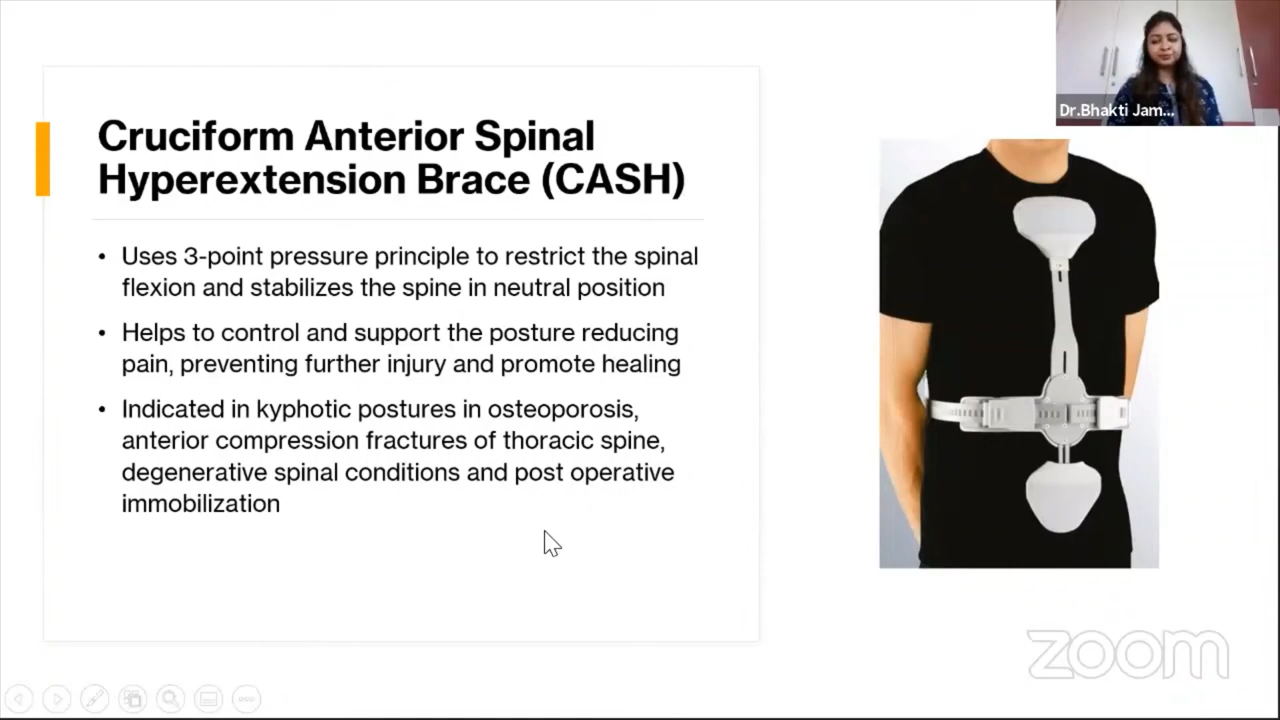 Dr.Bhakti Jam...
Cruciform Anterior Spinal
Hyperextension Brace (CASH)
• Uses 3-point pressure principle to restrict the spinal
flexion and stabilizes the spine in neutral position
• Helps to control and support the posture reducing
pain, preventing further injury and promote healing
• Indicated in kyphotic postures in osteoporosis,
anterior compression fractures of thoracic spine,
degenerative spinal conditions and post operative
immobilization
zoom